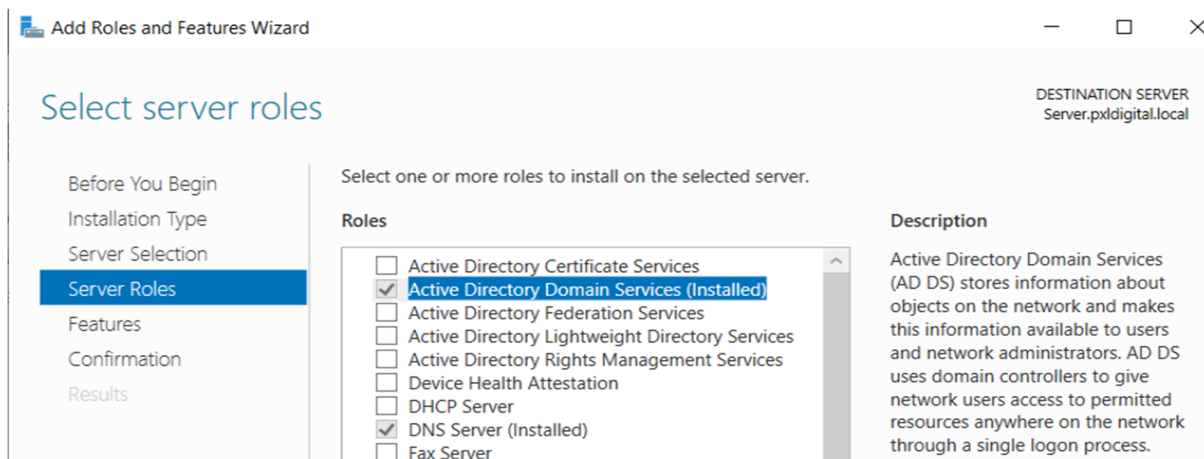 Add Roles and Features Wizard
Select server roles
DESTINATION SERVER
Server.pxldigital.local
Before You Begin
Installation Type
Server Selection
Server Roles
Features
Confirmation
Results
Select one or more roles to install on the selected server.
Roles
Active Directory Certificate Services
Active Directory Domain Services (Installed)
Active Directory Federation Services
Active Directory Lightweight Directory Services
Active Directory Rights Management Services
Device Health Attestation
DHCP Server
DNS Server (Installed)
Fax Server
Description
Active Directory Domain Services
(AD DS) stores information about
objects on the network and makes
this information available to users
and network administrators. AD DS
uses domain controllers to give
network users access to permitted
resources anywhere on the network
through a single logon process.